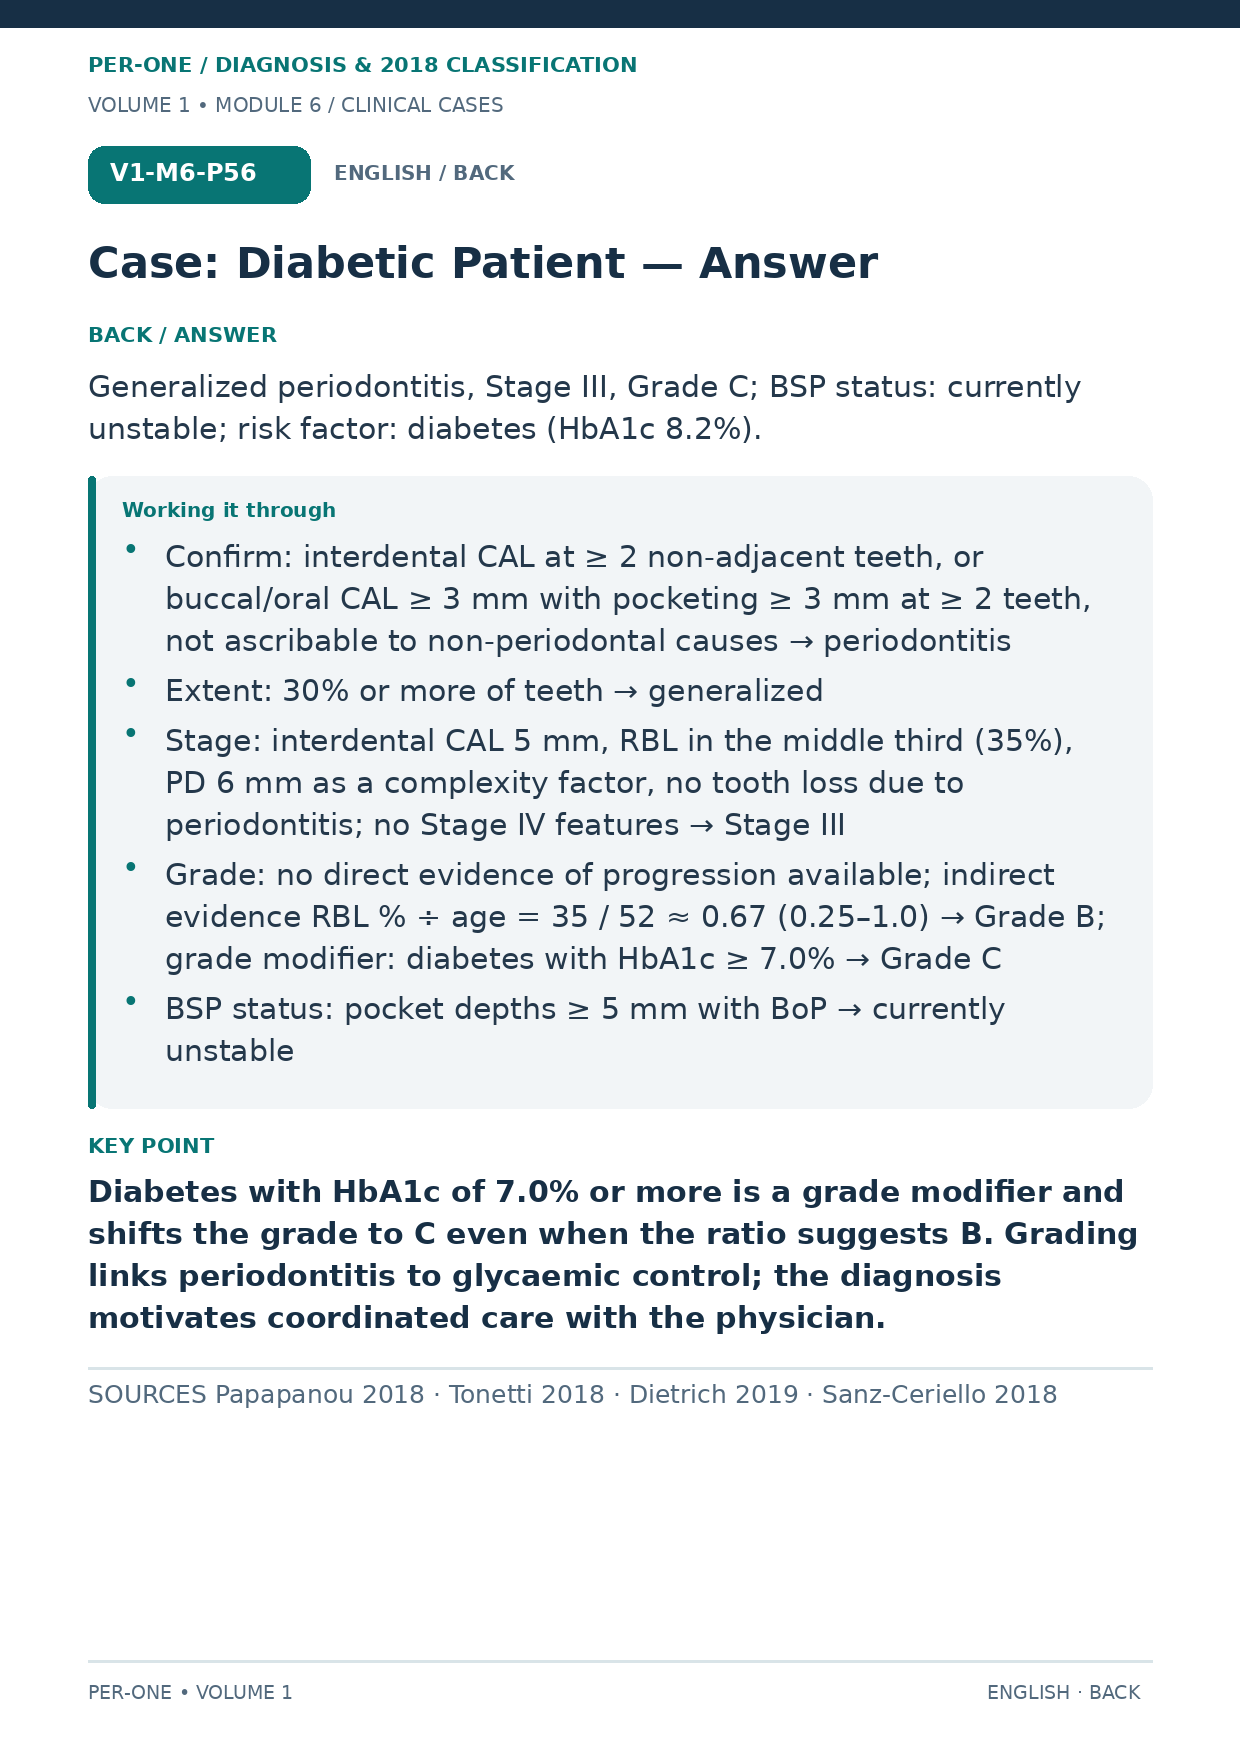 PER-ONE / DIAGNOSIS & 2018 CLASSIFICATION
VOLUME 1 • MODULE 6 / CLINICAL CASES
V1-M6-P56
ENGLISH / BACK
Case: Diabetic Patient — Answer
BACK / ANSWER
Generalized periodontitis, Stage III, Grade C; BSP status: currently
unstable; risk factor: diabetes (HbA1c 8.2%).
Working it through
• Confirm: interdental CAL at ≥ 2 non-adjacent teeth, or
buccal/oral CAL ≥ 3 mm with pocketing ≥ 3 mm at ≥ 2 teeth,
not ascribable to non-periodontal causes → periodontitis
• Extent: 30% or more of teeth → generalized
• Stage: interdental CAL 5 mm, RBL in the middle third (35%),
PD 6 mm as a complexity factor, no tooth loss due to
periodontitis; no Stage IV features → Stage III
• Grade: no direct evidence of progression available; indirect
evidence RBL % ÷ age = 35 / 52 ≈ 0.67 (0.25–1.0) → Grade B;
grade modifier: diabetes with HbA1c ≥ 7.0% → Grade C
• BSP status: pocket depths ≥ 5 mm with BoP → currently
unstable
KEY POINT
Diabetes with HbA1c of 7.0% or more is a grade modifier and
shifts the grade to C even when the ratio suggests B. Grading
links periodontitis to glycaemic control; the diagnosis
motivates coordinated care with the physician.
SOURCES Papapanou 2018 · Tonetti 2018 · Dietrich 2019 · Sanz-Ceriello 2018
PER-ONE • VOLUME 1
ENGLISH · BACK